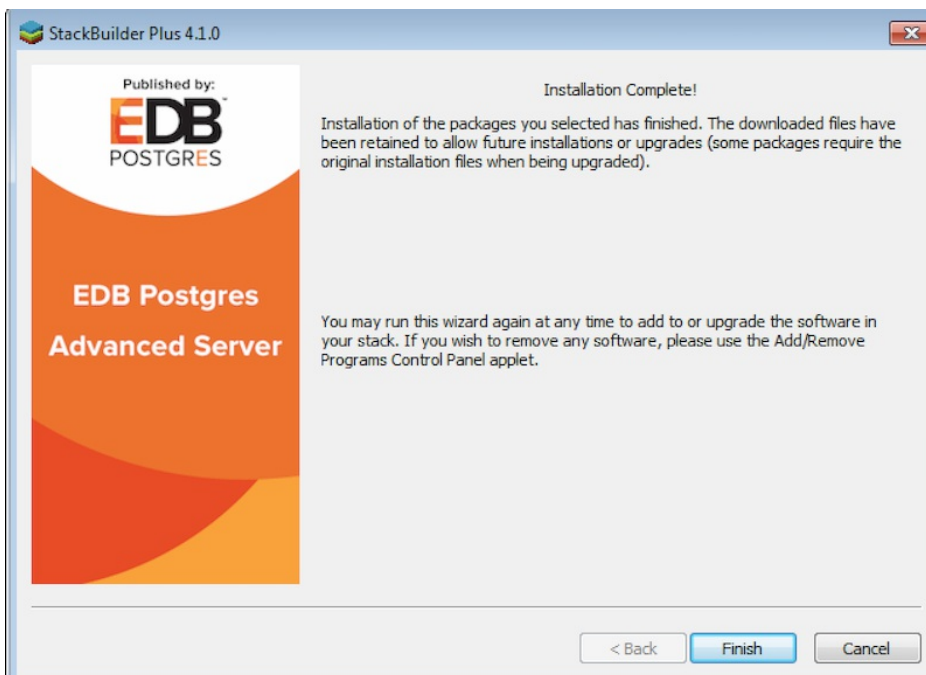 StackBuilder Plus 4.1.0
Published by:
EDB™
POSTGRES
EDB Postgres
Advanced Server
Installation Complete!
Installation of the packages you selected has finished. The downloaded files have
been retained to allow future installations or upgrades (some packages require the
original installation files when being upgraded).
You may run this wizard again at any time to add to or upgrade the software in
your stack. If you wish to remove any software, please use the Add/Remove
Programs Control Panel applet.
< Back
Finish
Cancel